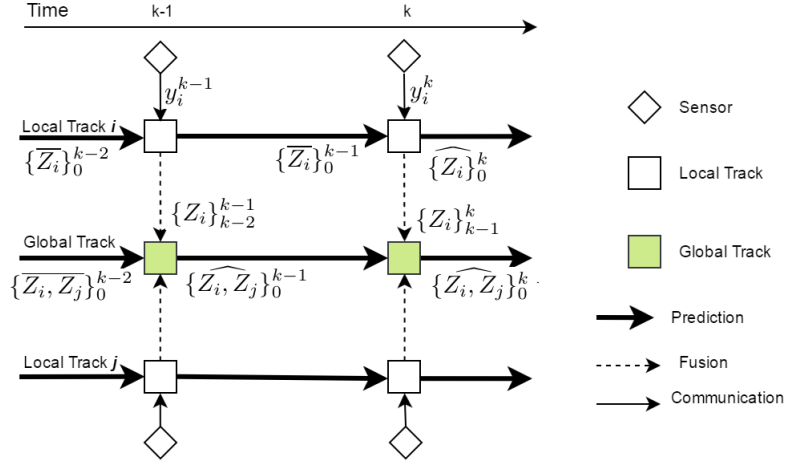 Time
k-1
k
$y_i^{k-1}$
$y_i^k$
Local Track i
$\{\overline{Z_i}\}_0^{k-2}$
$\{\overline{Z_i}\}_0^{k-1}$
$\{\widehat{Z_i}\}_0^k$
$\{Z_i\}_{k-2}^{k-1}$
$\{Z_i\}_{k-1}^k$
Global Track
$\{\overline{Z_i, Z_j}\}_0^{k-2}$
$\{\widehat{Z_i, Z_j}\}_0^{k-1}$
$\{\widehat{Z_i, Z_j}\}_0^k$
Local Track j
Sensor
Local Track
Global Track
Prediction
Fusion
Communication